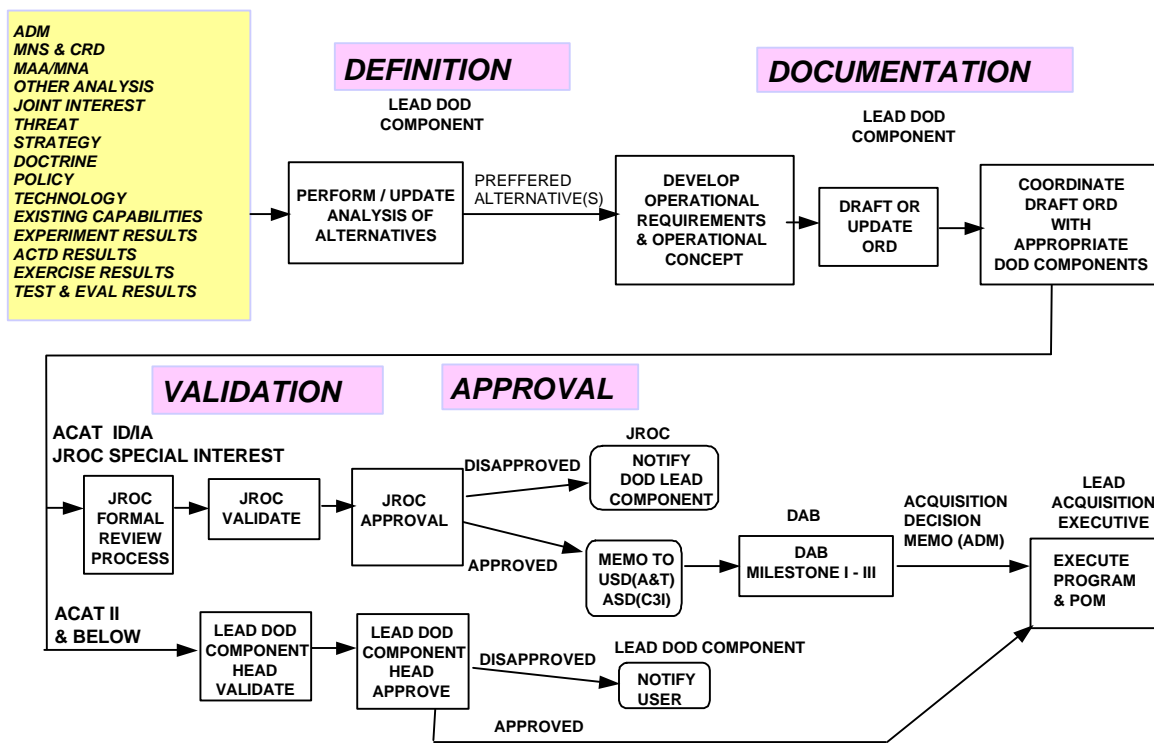 ADM
MNS & CRD
MAA/MNA
OTHER ANALYSIS
JOINT INTEREST
THREAT
STRATEGY
DOCTRINE
POLICY
TECHNOLOGY
EXISTING CAPABILITIES
EXPERIMENT RESULTS
ACTD RESULTS
EXERCISE RESULTS
TEST & EVAL RESULTS
DEFINITION
LEAD DOD
COMPONENT
PERFORM / UPDATE
ANALYSIS OF
ALTERNATIVES
PREFFERED
ALTERNATIVE(S)
DOCUMENTATION
LEAD DOD
COMPONENT
DEVELOP
OPERATIONAL
REQUIREMENTS
& OPERATIONAL
CONCEPT
DRAFT OR
UPDATE
ORD
COORDINATE
DRAFT ORD
WITH
APPROPRIATE
DOD COMPONENTS
VALIDATION
APPROVAL
ACAT ID/IA
JROC SPECIAL INTEREST
JROC
FORMAL
REVIEW
PROCESS
JROC
VALIDATE
JROC
APPROVAL
DISAPPROVED
JROC
NOTIFY
DOD LEAD
COMPONENT
APPROVED
MEMO TO
USD(A&T)
ASD(C3I)
DAB
DAB
MILESTONE I - III
ACQUISITION
DECISION
MEMO (ADM)
LEAD
ACQUISITION
EXECUTIVE
EXECUTE
PROGRAM
& POM
ACAT II
& BELOW
LEAD DOD
COMPONENT
HEAD
VALIDATE
LEAD DOD
COMPONENT
HEAD
APPROVE
DISAPPROVED
LEAD DOD COMPONENT
NOTIFY
USER
APPROVED